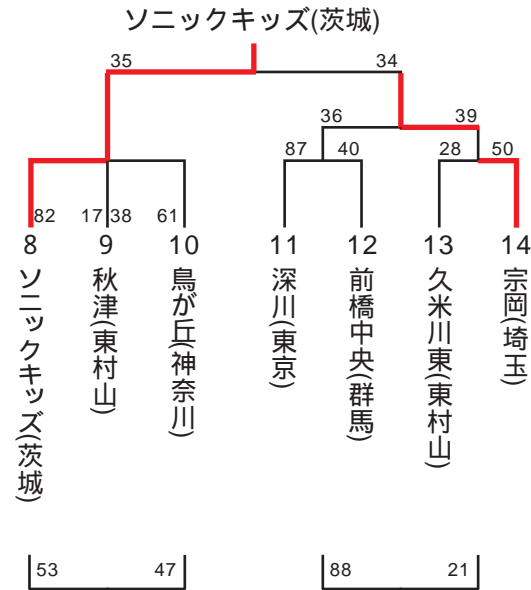 ソニックキッズ(茨城)
35 34
36 39
87 40 28 50
82 17 38 61
8 9 10 11 12 13 14
ソニックキッズ(茨城)
秋津(東村山)
鳥が丘(神奈川)
深川(東京)
前橋中央(群馬)
久米川東(東村山)
宗岡(埼玉)
53 47 88 21